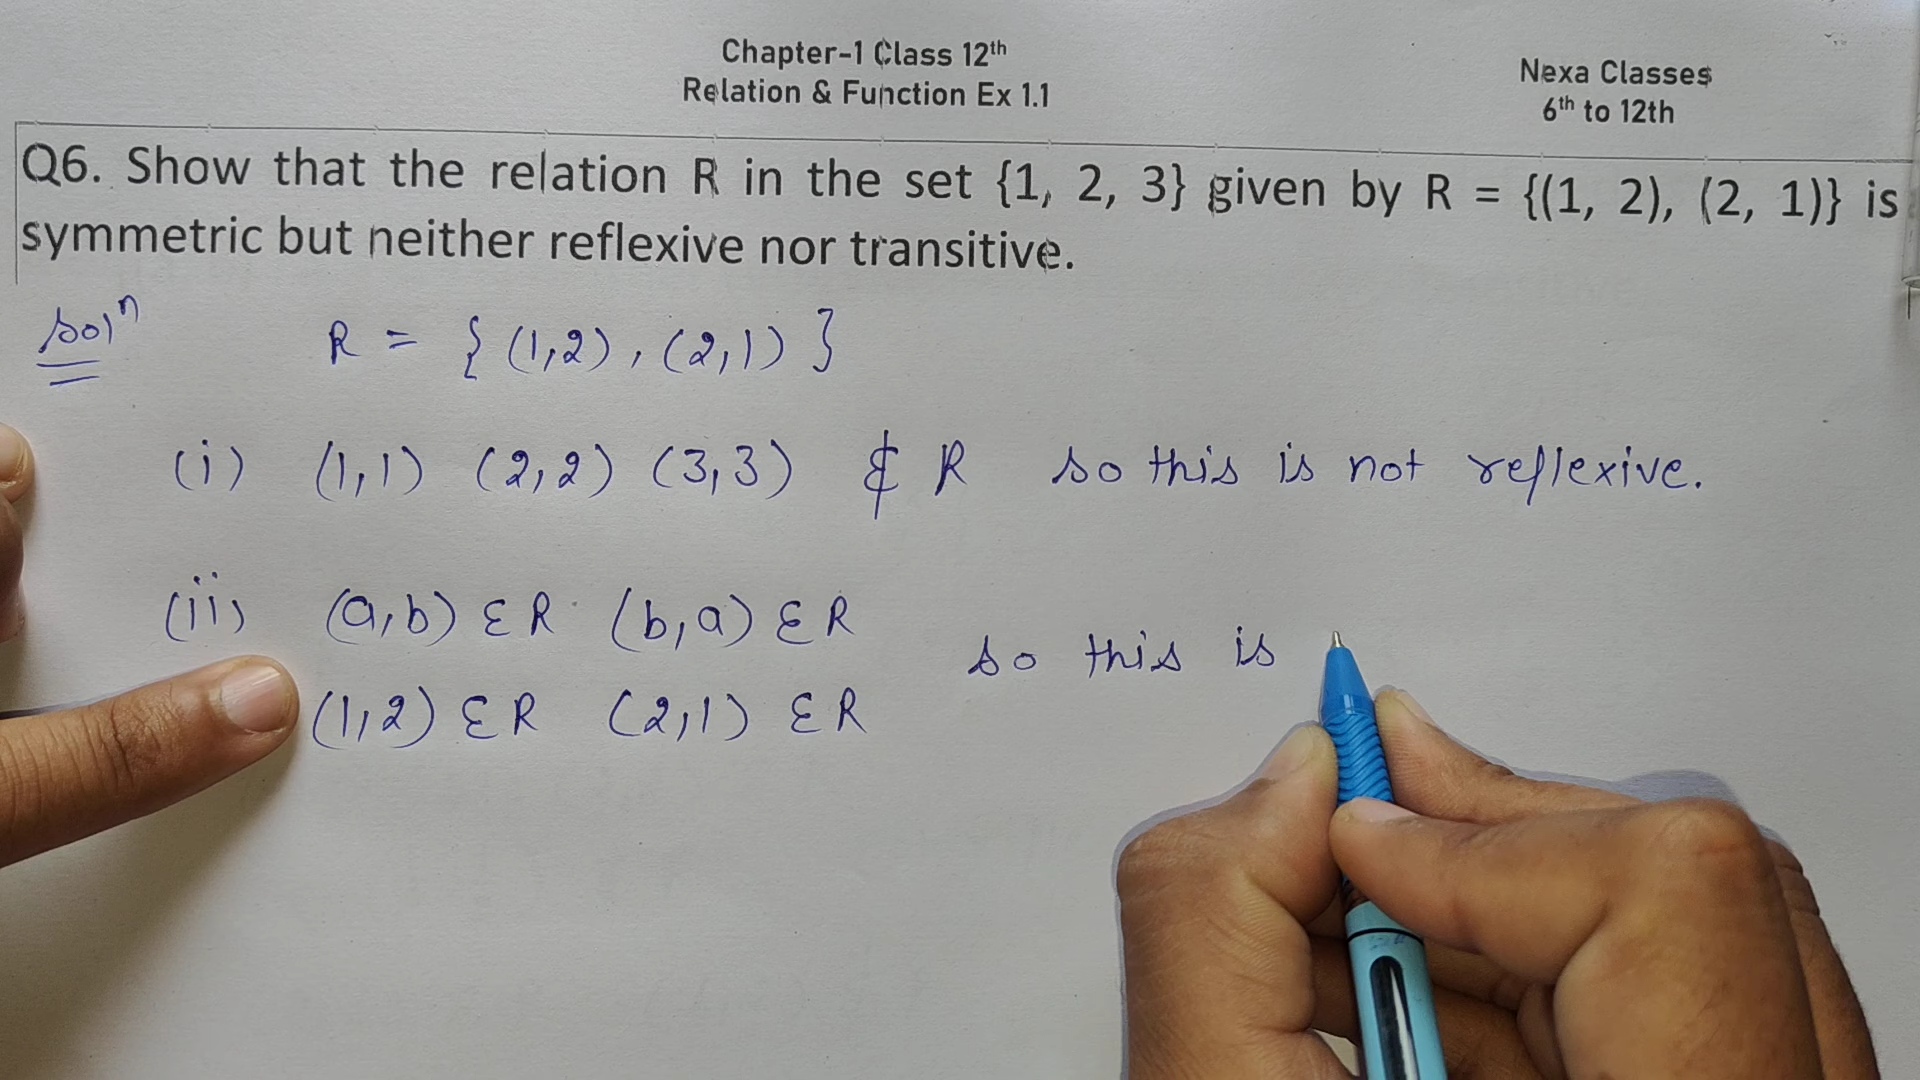 Chapter-1 Class 12th
Relation & Function Ex 1.1
Nexa Classes
6th to 12th
Q6. Show that the relation R in the set {1, 2, 3} given by R = {(1, 2), (2, 1)} is
symmetric but neither reflexive nor transitive.
Solⁿ R = { (1,2), (2,1) }
(i) (1,1) (2,2) (3,3) ∉ R so this is not reflexive.
(ii) (a,b) ∈ R (b,a) ∈ R
so this is
(1,2) ∈ R (2,1) ∈ R